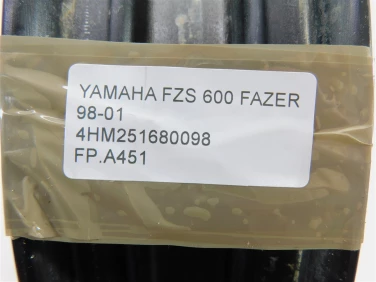 YAMAHA FZS 600 FAZER
98-01
4HM251680098
FP.A451